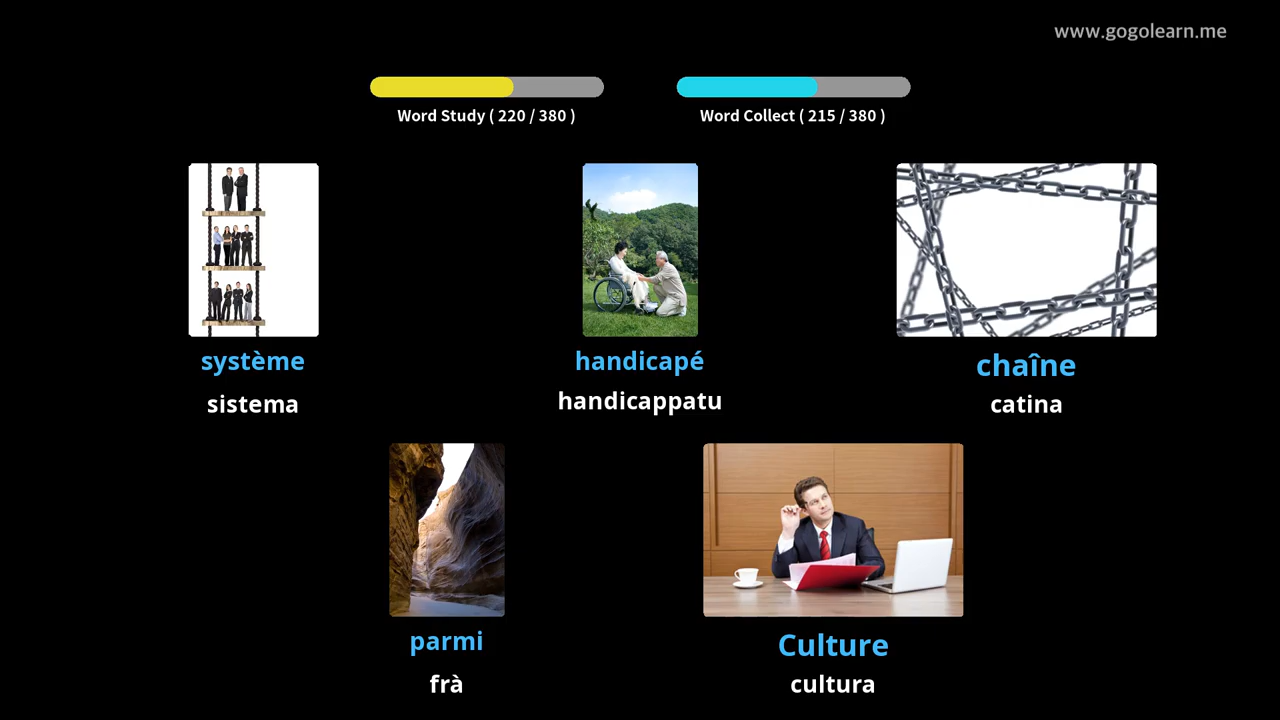 www.gogolearn.me
Word Study ( 220 / 380 )
Word Collect ( 215 / 380 )
système
handicapé
chaîne
sistema
handicappatu
catina
parmi
Culture
frà
cultura